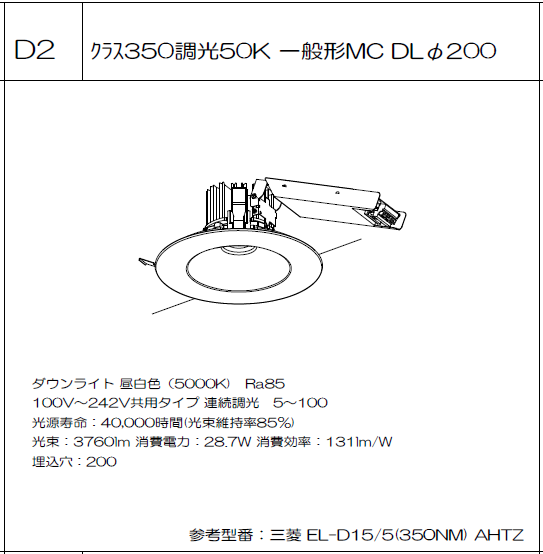 D2
ｸﾗｽ350調光50K 一般形MC DLφ200
ダウンライト 昼白色（5000K） Ra85
100V～242V共用タイプ 連続調光 5～100
光源寿命：40,000時間(光束維持率85%)
光束：3760lm 消費電力：28.7W 消費効率：131lm/W
埋込穴：200
参考型番：三菱 EL-D15/5(350NM) AHTZ